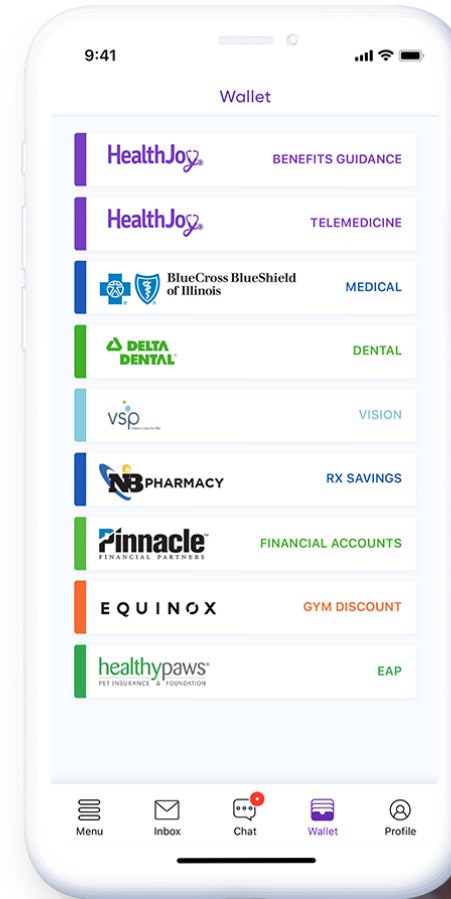 9:41
Wallet
HealthJoy®
BENEFITS GUIDANCE
HealthJoy®
TELEMEDICINE
BlueCross BlueShield
of Illinois
MEDICAL
DELTA
DENTAL
DENTAL
vsp
VISION
NB PHARMACY
RX SAVINGS
Pinnacle
FINANCIAL PARTNERS
FINANCIAL ACCOUNTS
EQUINOX
GYM DISCOUNT
healthypaws
PET INSURANCE & FOUNDATION
EAP
Menu
Inbox
Chat
Wallet
Profile